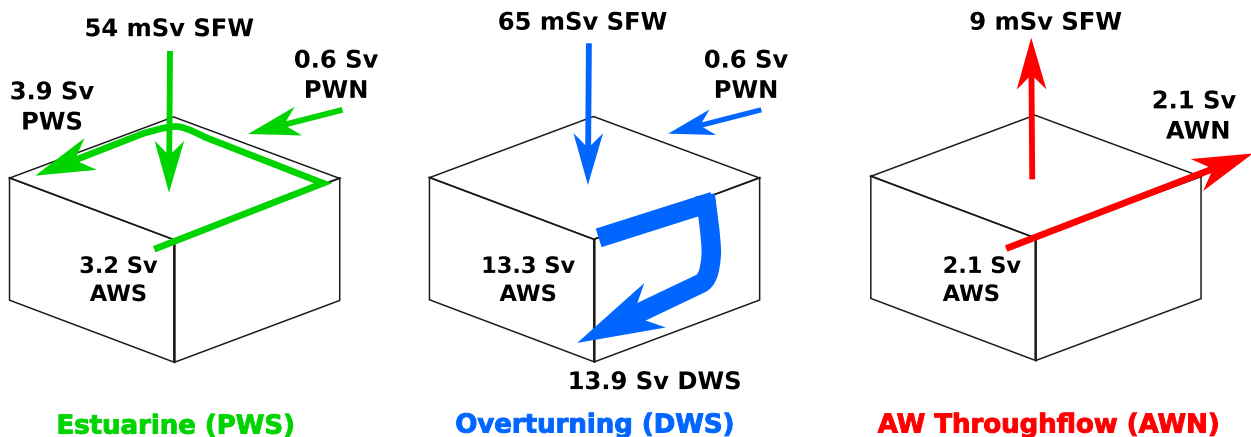 54 mSv SFW
0.6 Sv
PWN
3.9 Sv
PWS
3.2 Sv
AWS
Estuarine (PWS)
65 mSv SFW
0.6 Sv
PWN
13.3 Sv
AWS
13.9 Sv DWS
Overturning (DWS)
9 mSv SFW
2.1 Sv
AWN
2.1 Sv
AWS
AW Throughflow (AWN)